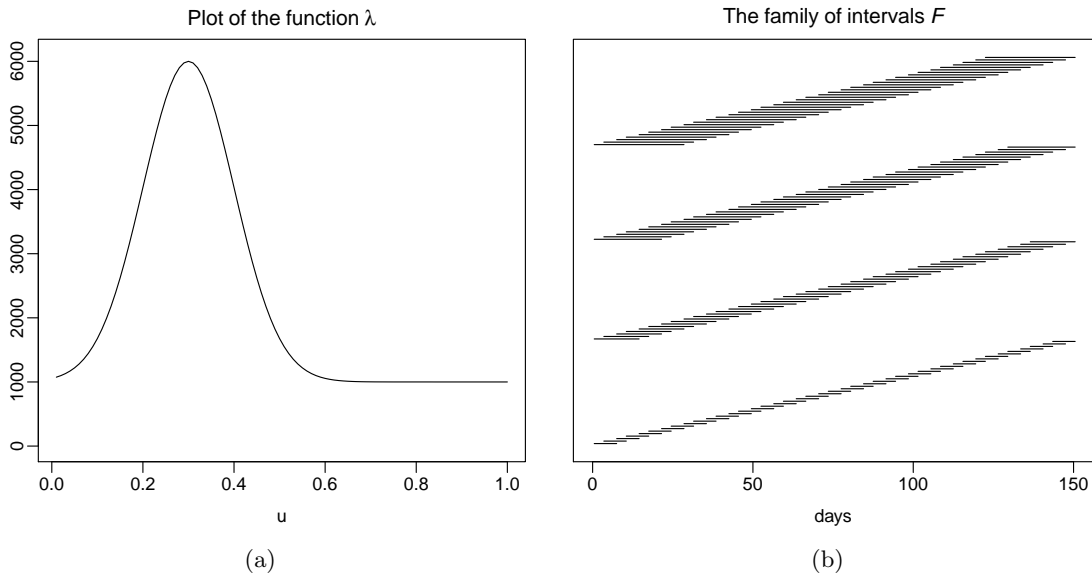 Plot of the function λ
6000
5000
4000
3000
2000
1000
0
0.0 0.2 0.4 0.6 0.8 1.0
u
(a)
The family of intervals F
0 50 100 150
days
(b)